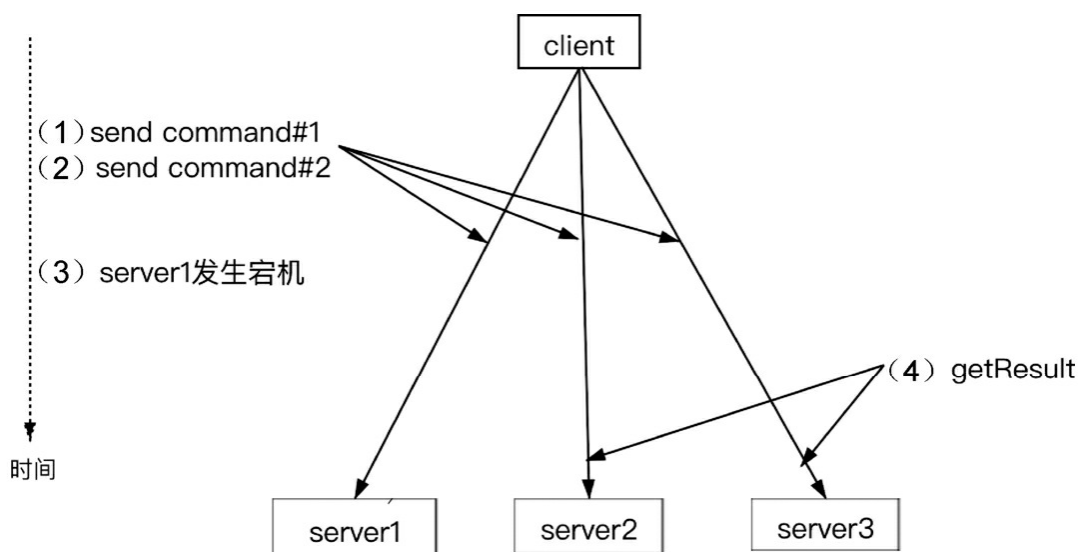 client
（1）send command#1
（2）send command#2
（3）server1发生宕机
（4）getResult
时间
server1
server2
server3